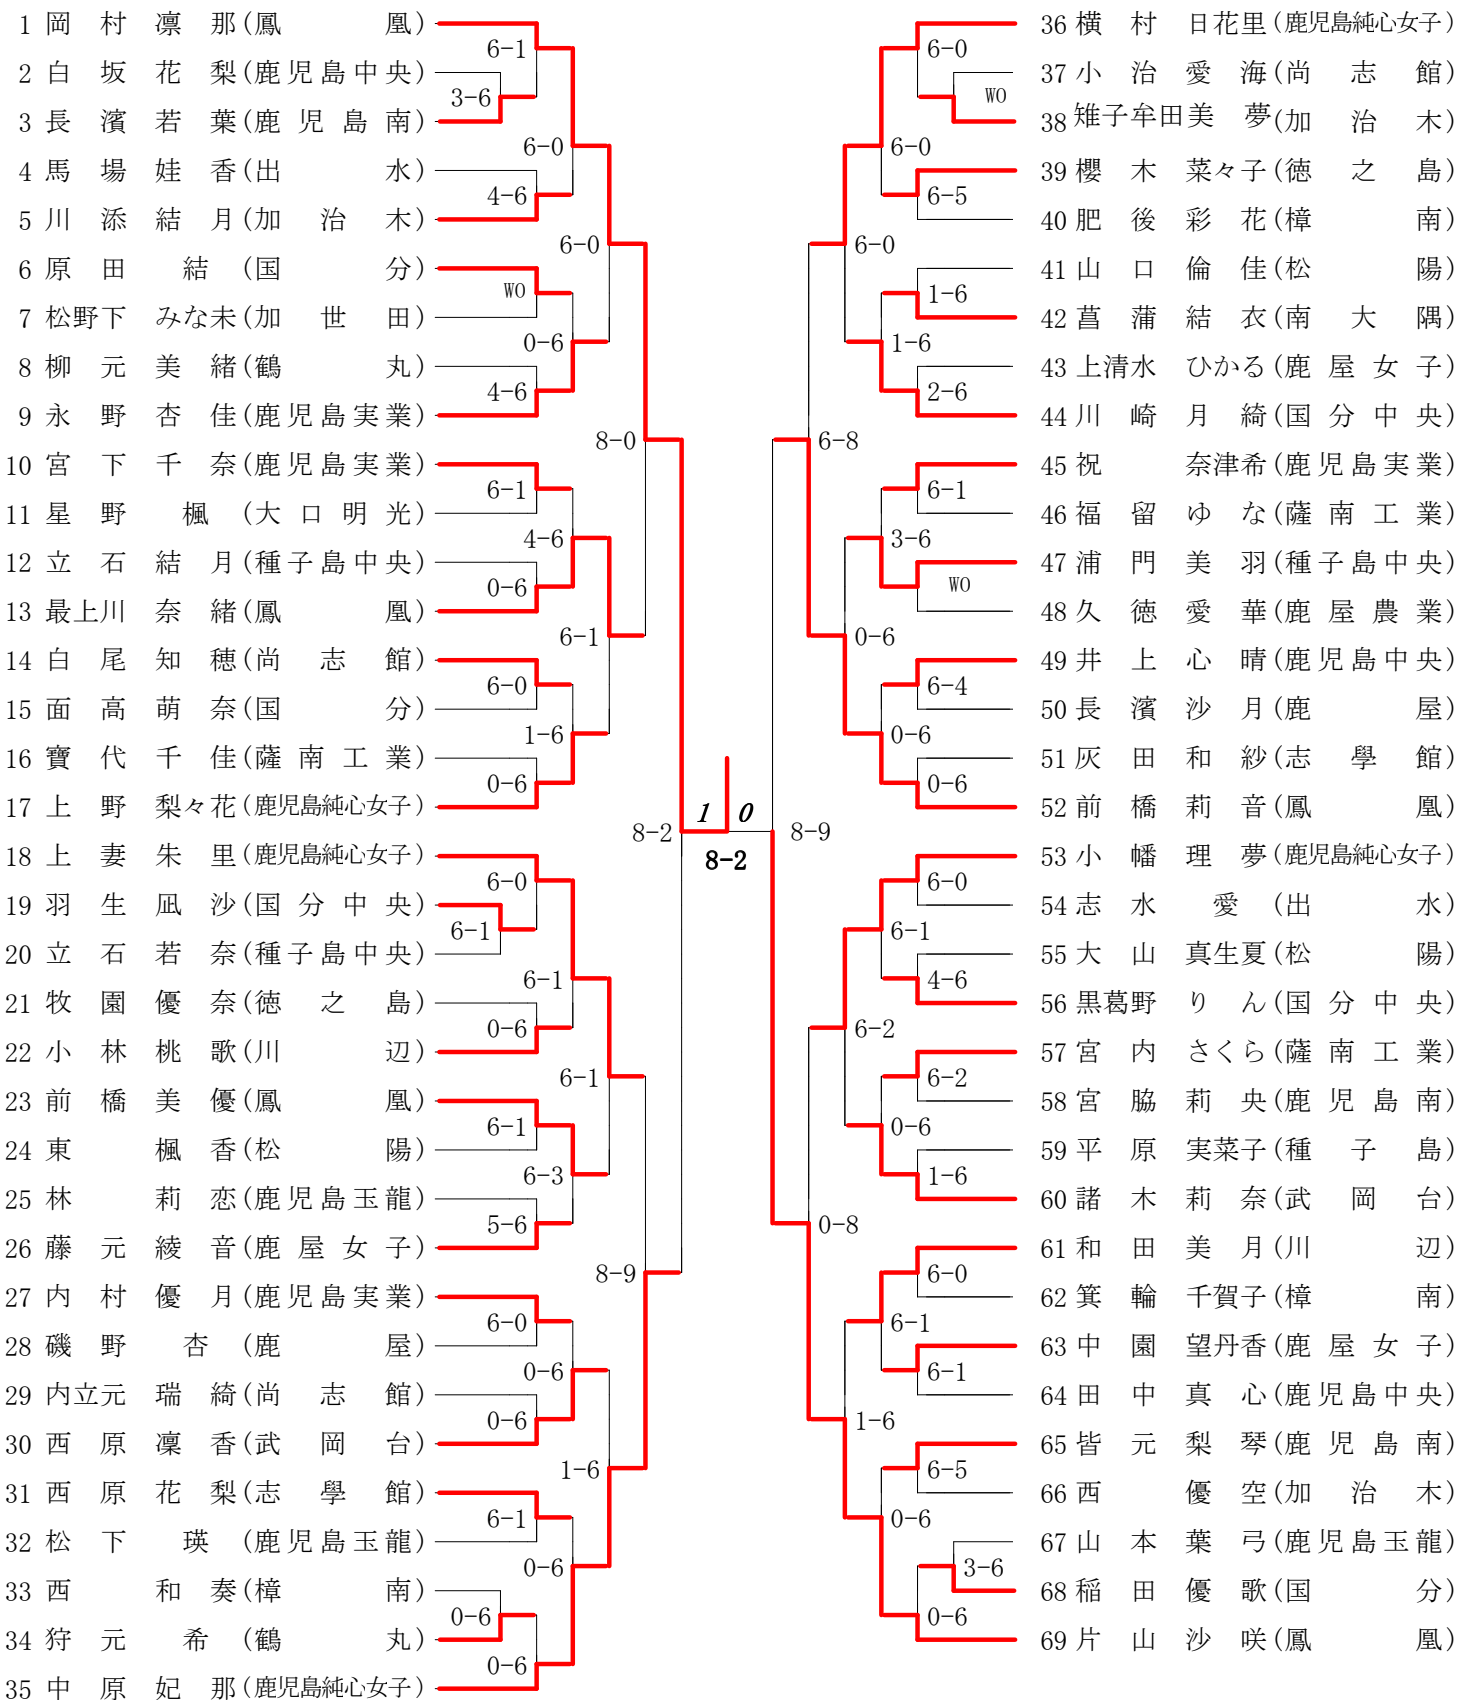 1 岡村凛那(鳳凰)
6-1
2 白坂花梨(鹿児島中央)
3-6
3 長濱若葉(鹿児島南)
6-0
4 馬場娃香(出水)
4-6
5 川添結月(加治木)
6-0
6 原田結(国分)
WO
7 松野下みな未(加世田)
0-6
8 柳元美緒(鶴丸)
4-6
9 永野杏佳(鹿児島実業)
8-0
10 宮下千奈(鹿児島実業)
6-1
11 星野楓(大口明光)
4-6
12 立石結月(種子島中央)
0-6
13 最上川奈緒(鳳凰)
6-1
14 白尾知穂(尚志館)
6-0
15 面高萌奈(国分)
1-6
16 寶代千佳(薩南工業)
0-6
17 上野梨々花(鹿児島純心女子)
8-2
18 上妻朱里(鹿児島純心女子)
6-0
19 羽生凪沙(国分中央)
6-1
20 立石若奈(種子島中央)
6-1
21 牧園優奈(徳之島)
0-6
22 小林桃歌(川辺)
6-1
23 前橋美優(鳳凰)
6-1
24 東楓香(松陽)
6-3
25 林莉恋(鹿児島玉龍)
5-6
26 藤元綾音(鹿屋女子)
8-9
27 内村優月(鹿児島実業)
6-0
28 磯野杏(鹿屋)
0-6
29 内立元瑞綺(尚志館)
0-6
30 西原凜香(武岡台)
1-6
31 西原花梨(志學館)
6-1
32 松下瑛(鹿児島玉龍)
0-6
33 西和奏(樟南)
0-6
34 狩元希(鶴丸)
0-6
35 中原妃那(鹿児島純心女子)
1 0
8-2
36 横村日花里(鹿児島純心女子)
6-0
37 小治愛海(尚志館)
WO
38 雉子牟田美夢(加治木)
6-0
39 櫻木菜々子(徳之島)
6-5
40 肥後彩花(樟南)
6-0
41 山口倫佳(松陽)
1-6
42 菖蒲結衣(南大隅)
1-6
43 上清水ひかる(鹿屋女子)
2-6
44 川崎月綺(国分中央)
6-8
45 祝奈津希(鹿児島実業)
6-1
46 福留ゆな(薩南工業)
3-6
47 浦門美羽(種子島中央)
WO
48 久徳愛華(鹿屋農業)
0-6
49 井上心晴(鹿児島中央)
6-4
50 長濱沙月(鹿屋)
0-6
51 灰田和紗(志學館)
0-6
52 前橋莉音(鳳凰)
8-9
53 小幡理夢(鹿児島純心女子)
6-0
54 志水愛(出水)
6-1
55 大山真生夏(松陽)
4-6
56 黒葛野りん(国分中央)
6-2
57 宮内さくら(薩南工業)
6-2
58 宮脇莉央(鹿児島南)
0-6
59 平原実菜子(種子島)
1-6
60 諸木莉奈(武岡台)
0-8
61 和田美月(川辺)
6-0
62 箕輪千賀子(樟南)
6-1
63 中園望丹香(鹿屋女子)
6-1
64 田中真心(鹿児島中央)
1-6
65 皆元梨琴(鹿児島南)
6-5
66 西優空(加治木)
0-6
67 山本葉弓(鹿児島玉龍)
3-6
68 稲田優歌(国分)
0-6
69 片山沙咲(鳳凰)